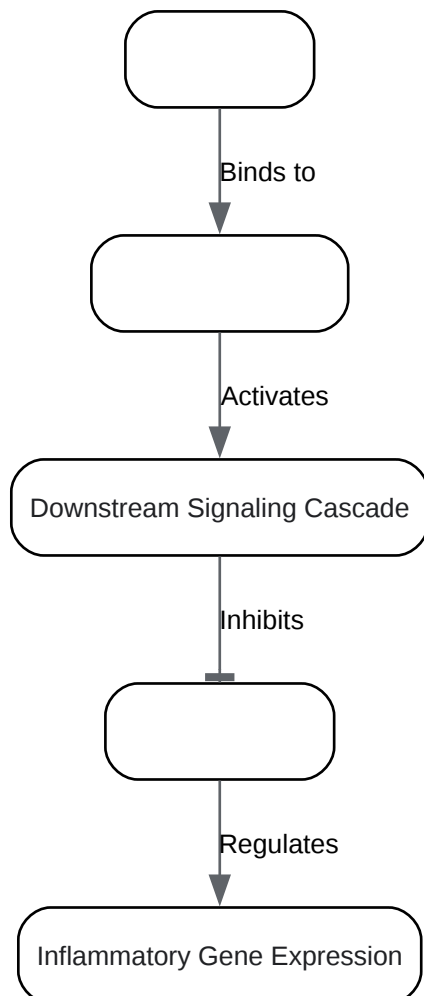 Binds to
Activates
Downstream Signaling Cascade
Inhibits
Regulates
Inflammatory Gene Expression